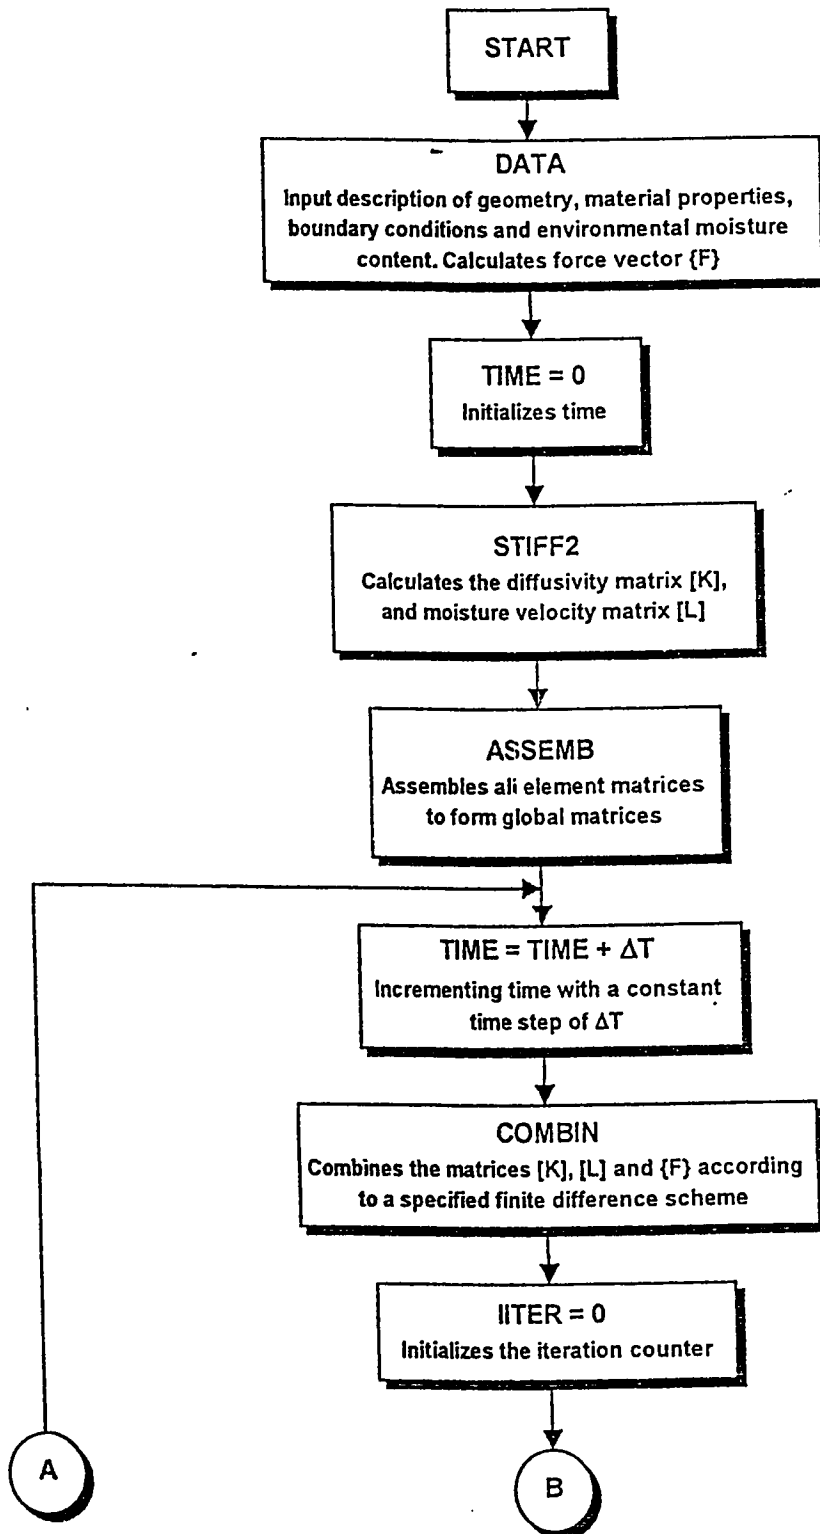 START
DATA
Input description of geometry, material properties,
boundary conditions and environmental moisture
content. Calculates force vector {F}
TIME = 0
Initializes time
STIFF2
Calculates the diffusivity matrix [K],
and moisture velocity matrix [L]
ASSEMB
Assembles all element matrices
to form global matrices
TIME = TIME + ΔT
Incrementing time with a constant
time step of ΔT
COMBIN
Combines the matrices [K], [L] and {F} according
to a specified finite difference scheme
IITER = 0
Initializes the iteration counter
A
B